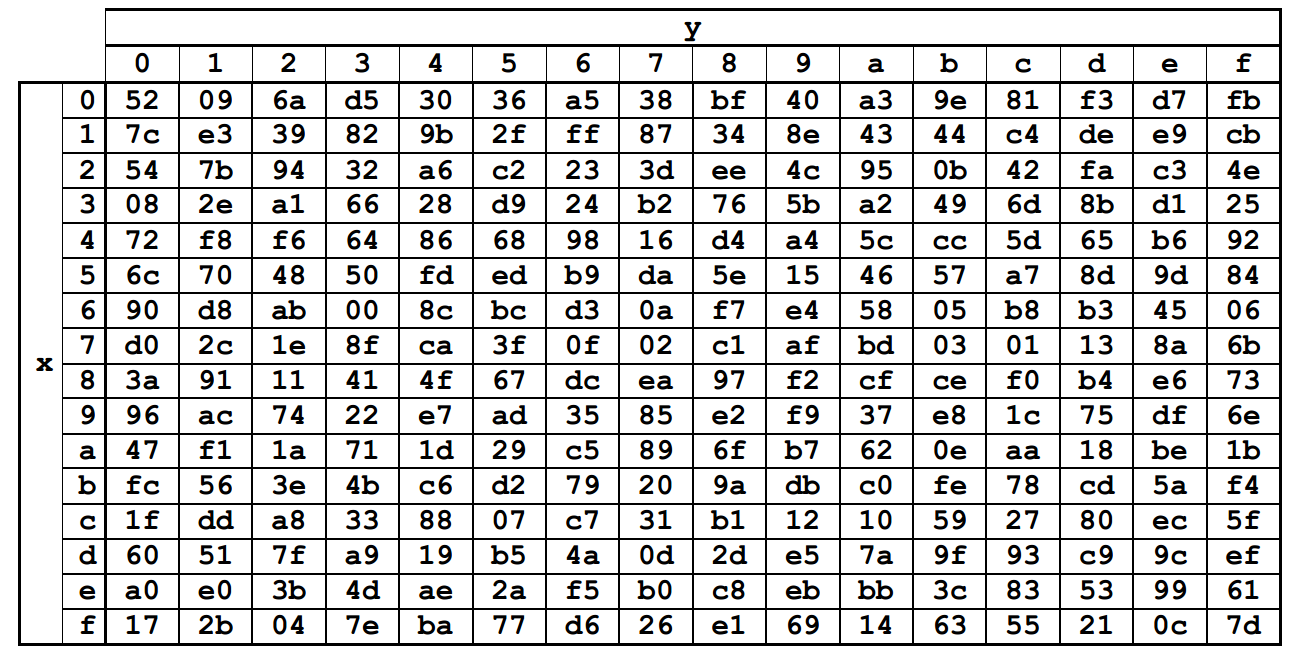 y
0 1 2 3 4 5 6 7 8 9 a b c d e f
0 52 09 6a d5 30 36 a5 38 bf 40 a3 9e 81 f3 d7 fb
1 7c e3 39 82 9b 2f ff 87 34 8e 43 44 c4 de e9 cb
2 54 7b 94 32 a6 c2 23 3d ee 4c 95 0b 42 fa c3 4e
3 08 2e a1 66 28 d9 24 b2 76 5b a2 49 6d 8b d1 25
4 72 f8 f6 64 86 68 98 16 d4 a4 5c cc 5d 65 b6 92
5 6c 70 48 50 fd ed b9 da 5e 15 46 57 a7 8d 9d 84
6 90 d8 ab 00 8c bc d3 0a f7 e4 58 05 b8 b3 45 06
x 7 d0 2c 1e 8f ca 3f 0f 02 c1 af bd 03 01 13 8a 6b
8 3a 91 11 41 4f 67 dc ea 97 f2 cf ce f0 b4 e6 73
9 96 ac 74 22 e7 ad 35 85 e2 f9 37 e8 1c 75 df 6e
a 47 f1 1a 71 1d 29 c5 89 6f b7 62 0e aa 18 be 1b
b fc 56 3e 4b c6 d2 79 20 9a db c0 fe 78 cd 5a f4
c 1f dd a8 33 88 07 c7 31 b1 12 10 59 27 80 ec 5f
d 60 51 7f a9 19 b5 4a 0d 2d e5 7a 9f 93 c9 9c ef
e a0 e0 3b 4d ae 2a f5 b0 c8 eb bb 3c 83 53 99 61
f 17 2b 04 7e ba 77 d6 26 e1 69 14 63 55 21 0c 7d